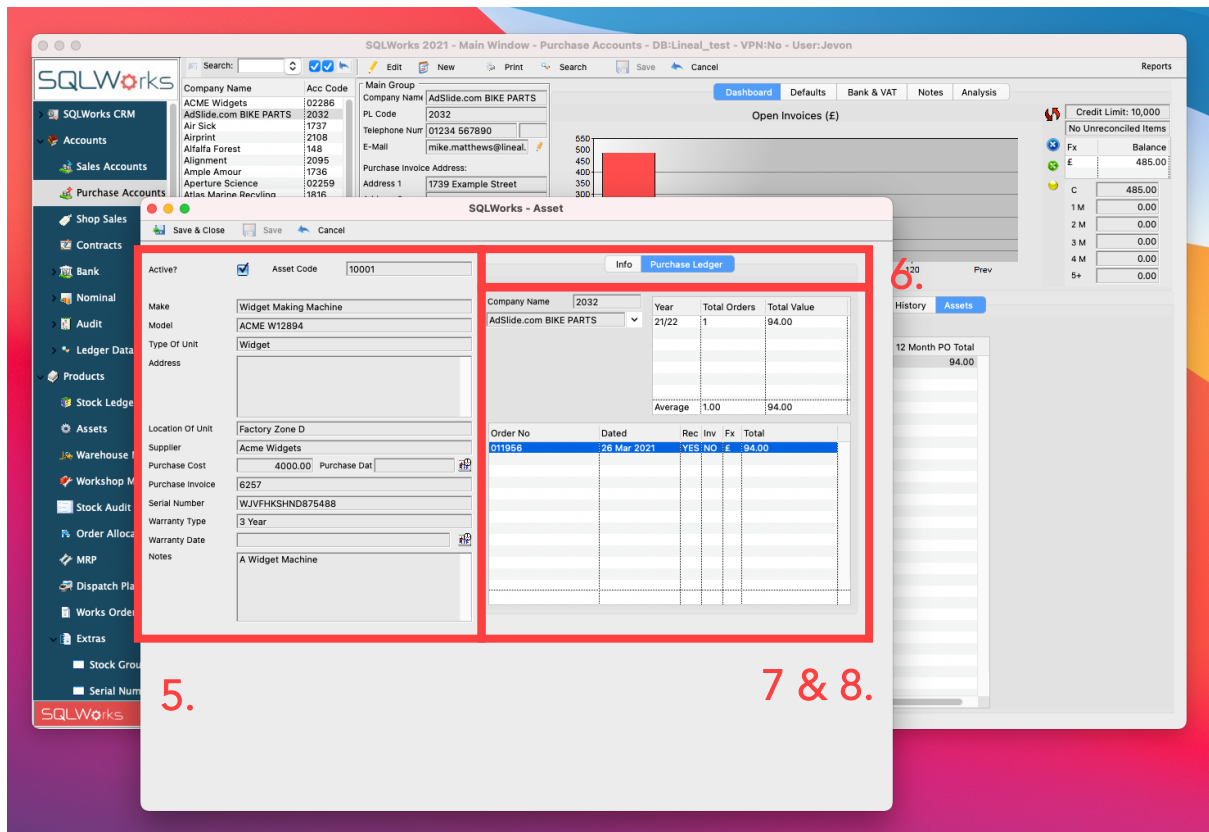 SQLWorks 2021 - Main Window - Purchase Accounts - DB:Lineal_test - VPN:No - User:Jevon
SQLWorks
Search:
Edit
New
Print
Search
Save
Cancel
Reports
SQLWorks CRM
Accounts
Sales Accounts
Purchase Accounts
Shop Sales
Contracts
Bank
Nominal
Audit
Ledger Data
Products
Stock Ledge
Assets
Warehouse
Workshop M
Stock Audit
Order Alloca
MRP
Dispatch Pla
Works Order
Extras
Stock Grou
Serial Num
SQLWorks
Company Name Acc Code
ACME Widgets 02286
AdSlide.com BIKE PARTS 2032
Air Sick 1737
Airprint 2108
Alfalfa Forest 148
Alignment 2095
Ample Amour 1736
Aperture Science 02259
Atlas Marine Recyling 1816
Main Group
Company Name AdSlide.com BIKE PARTS
PL Code 2032
Telephone Num 01234 567890
E-Mail mike.matthews@lineal.
Purchase Invoice Address:
Address 1 1739 Example Street
Dashboard
Defaults
Bank & VAT
Notes
Analysis
Open Invoices (£)
550
500
450
400
350
300
120
Prev
Credit Limit: 10,000
No Unreconciled Items
Fx Balance
£ 485.00
C 485.00
1 M 0.00
2 M 0.00
3 M 0.00
4 M 0.00
5+ 0.00
History
Assets
12 Month PO Total
94.00
SQLWorks - Asset
Save & Close
Save
Cancel
Active?
Asset Code 10001
Make Widget Making Machine
Model ACME W12894
Type Of Unit Widget
Address
Location Of Unit Factory Zone D
Supplier Acme Widgets
Purchase Cost 4000.00 Purchase Dat
Purchase Invoice 6257
Serial Number WJVFHKSHND875488
Warranty Type 3 Year
Warranty Date
Notes A Widget Machine
Info
Purchase Ledger
Company Name 2032
AdSlide.com BIKE PARTS
Year Total Orders Total Value
21/22 1 94.00
Average 1.00 94.00
Order No Dated Rec Inv Fx Total
011956 26 Mar 2021 YES NO £ 94.00
5.
6.
7 & 8.